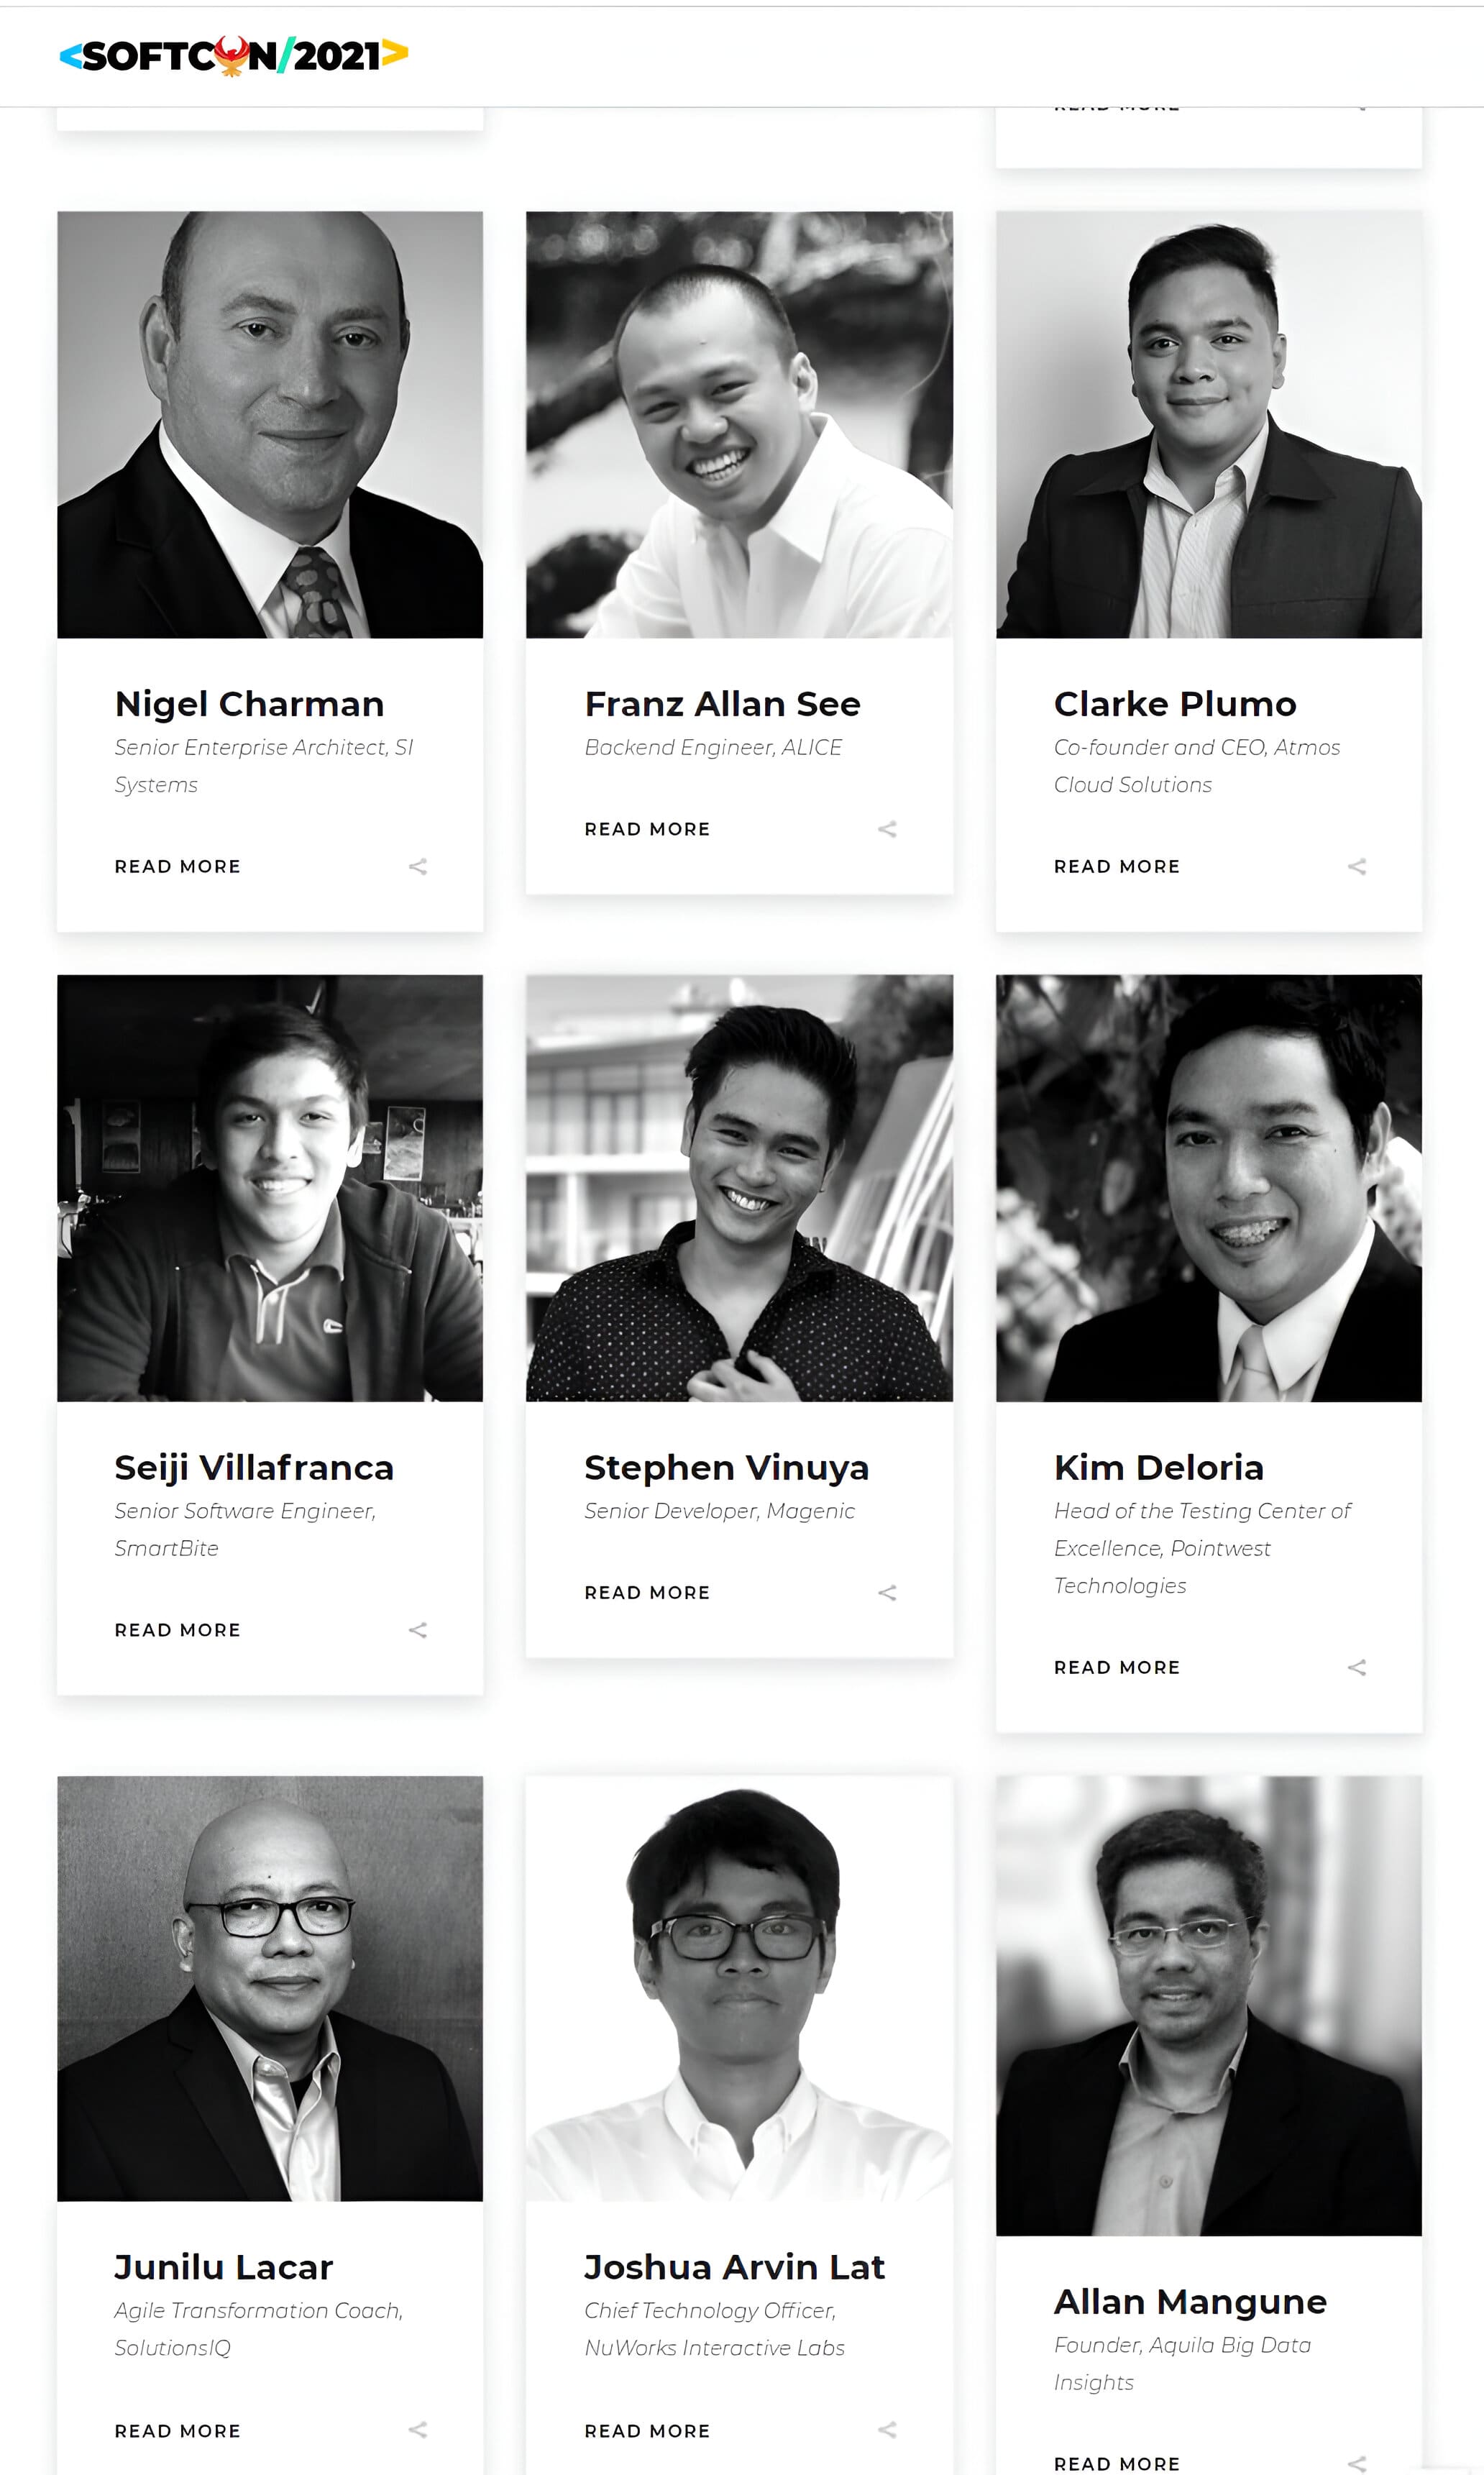 <SOFTCON/2021>
READ MORE
Nigel Charman
Senior Enterprise Architect, SI
Systems
READ MORE
Franz Allan See
Backend Engineer, ALICE
READ MORE
Clarke Plumo
Co-founder and CEO, Atmos
Cloud Solutions
READ MORE
Seiji Villafranca
Senior Software Engineer,
SmartBite
READ MORE
Stephen Vinuya
Senior Developer, Magenic
READ MORE
Kim Deloria
Head of the Testing Center of
Excellence, Pointwest
Technologies
READ MORE
Junilu Lacar
Agile Transformation Coach,
SolutionsIQ
READ MORE
Joshua Arvin Lat
Chief Technology Officer,
NuWorks Interactive Labs
READ MORE
Allan Mangune
Founder, Aquila Big Data
Insights
READ MORE